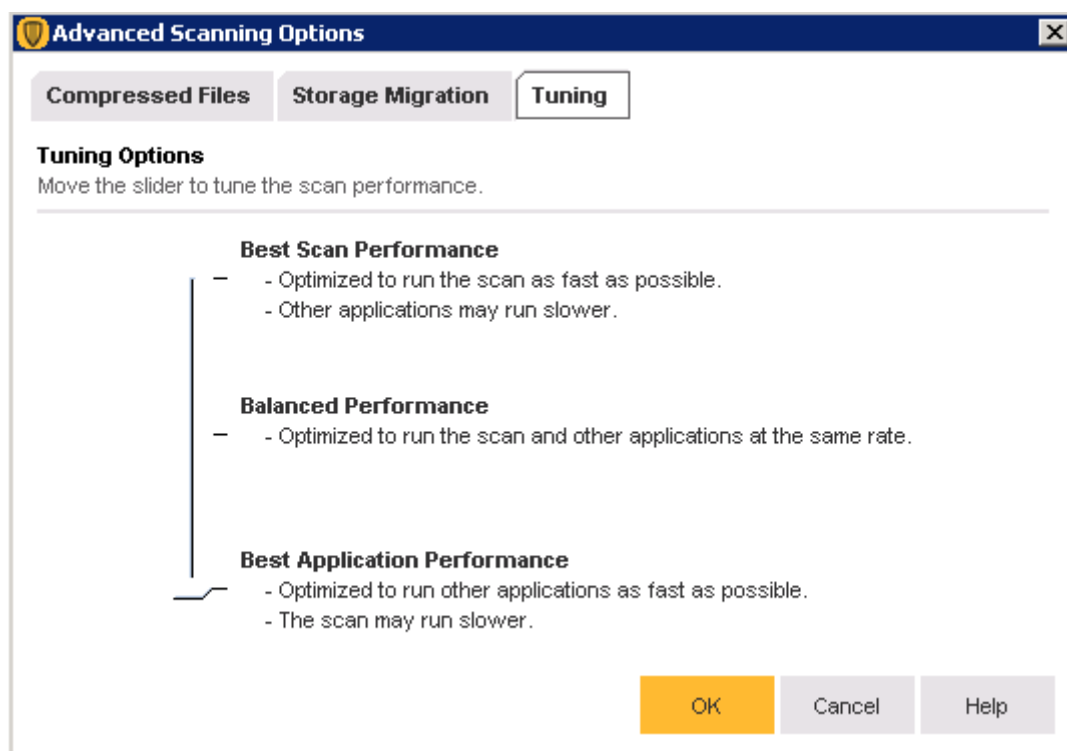 Advanced Scanning Options
Compressed Files Storage Migration Tuning
Tuning Options
Move the slider to tune the scan performance.
Best Scan Performance
- Optimized to run the scan as fast as possible.
- Other applications may run slower.
Balanced Performance
- Optimized to run the scan and other applications at the same rate.
Best Application Performance
- Optimized to run other applications as fast as possible.
- The scan may run slower.
OK Cancel Help